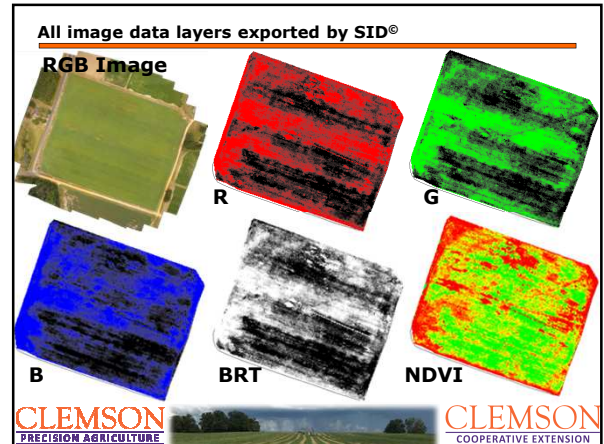 All image data layers exported by SID©
RGB Image
R
G
B
BRT
NDVI
CLEMSON
PRECISION AGRICULTURE
CLEMSON
COOPERATIVE EXTENSION